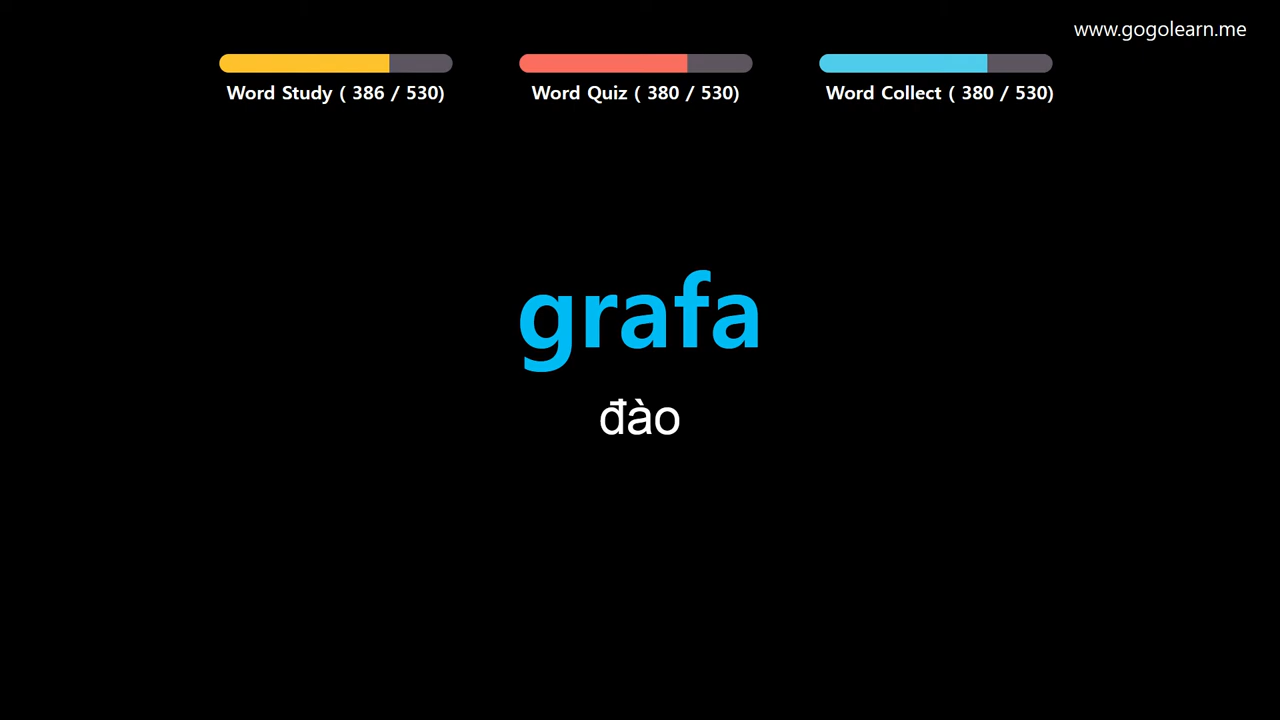 www.gogolearn.me
Word Study ( 386 / 530)
Word Quiz ( 380 / 530)
Word Collect ( 380 / 530)
grafa
đào